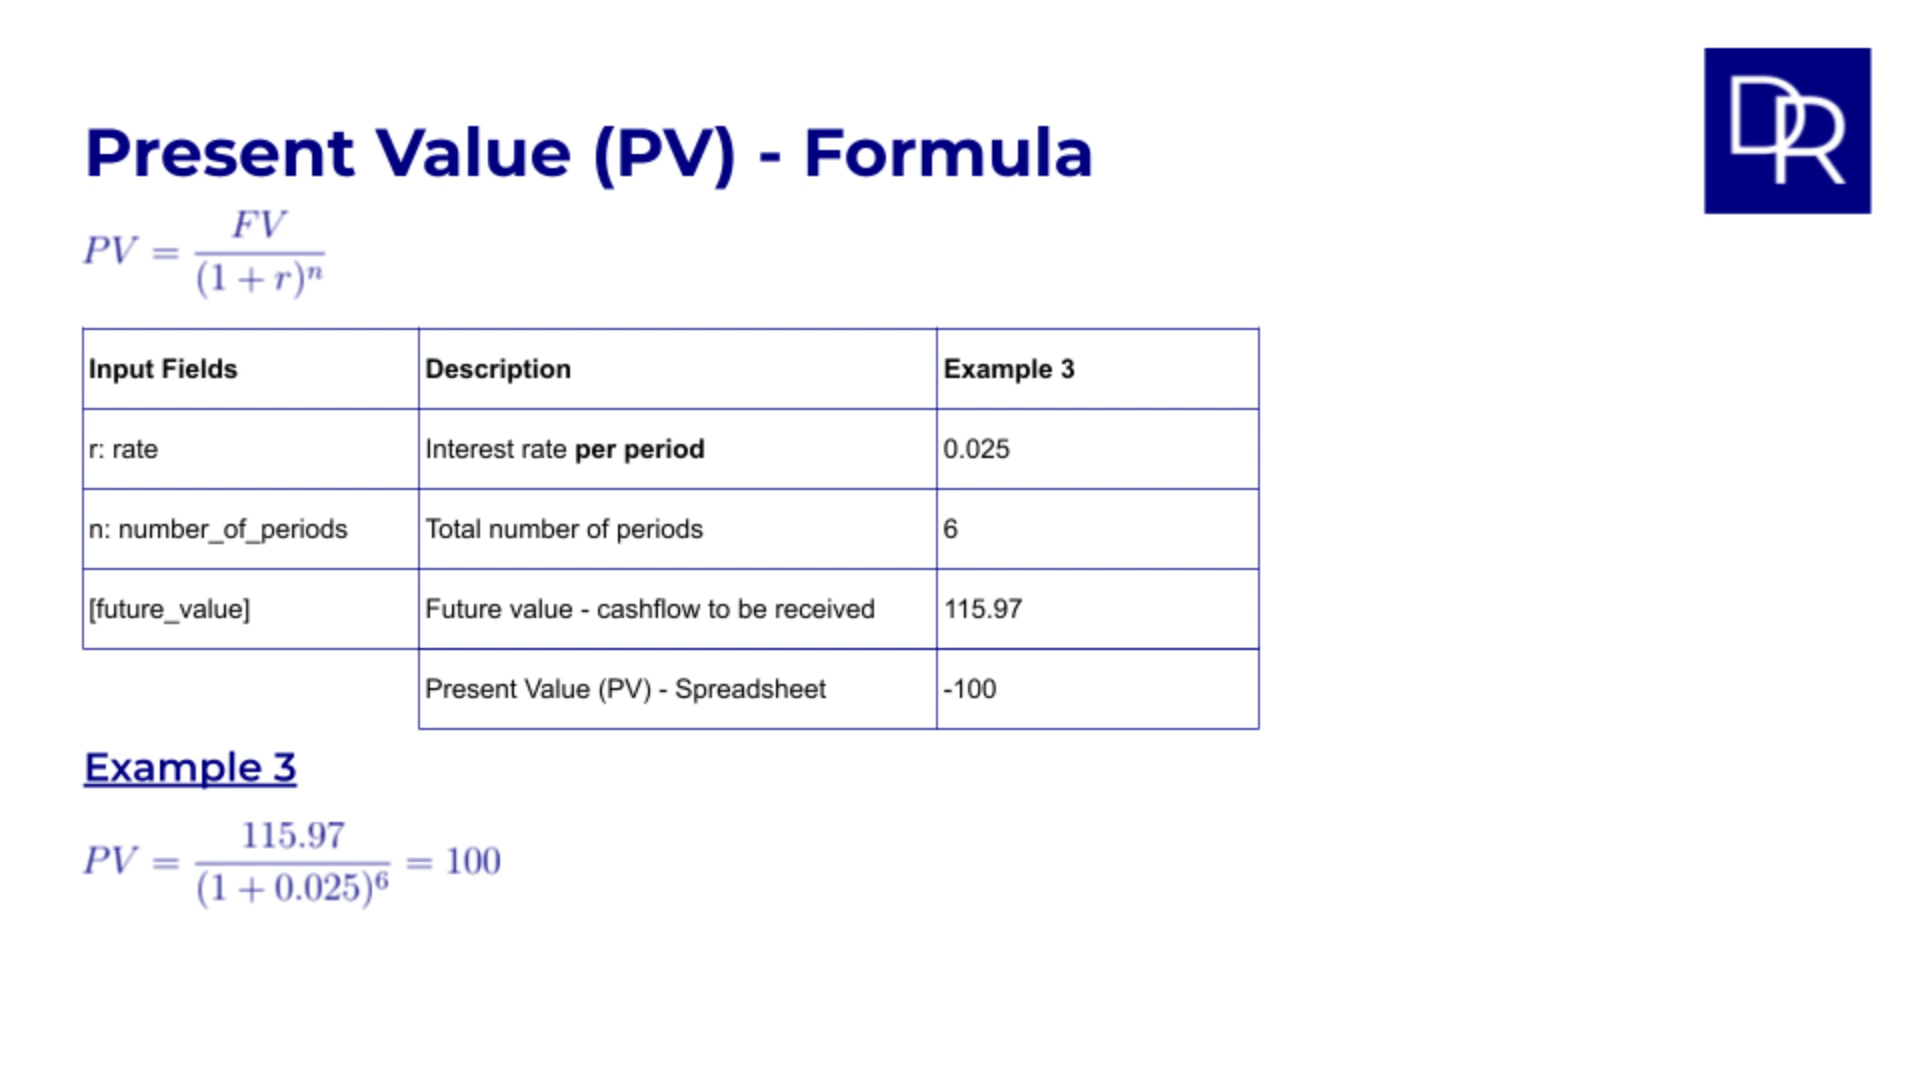 DR
Present Value (PV) - Formula
PV = FV / (1 + r)^n
Input Fields Description Example 3
r: rate Interest rate per period 0.025
n: number_of_periods Total number of periods 6
[future_value] Future value - cashflow to be received 115.97
Present Value (PV) - Spreadsheet -100
Example 3
PV = 115.97 / (1 + 0.025)^6 = 100